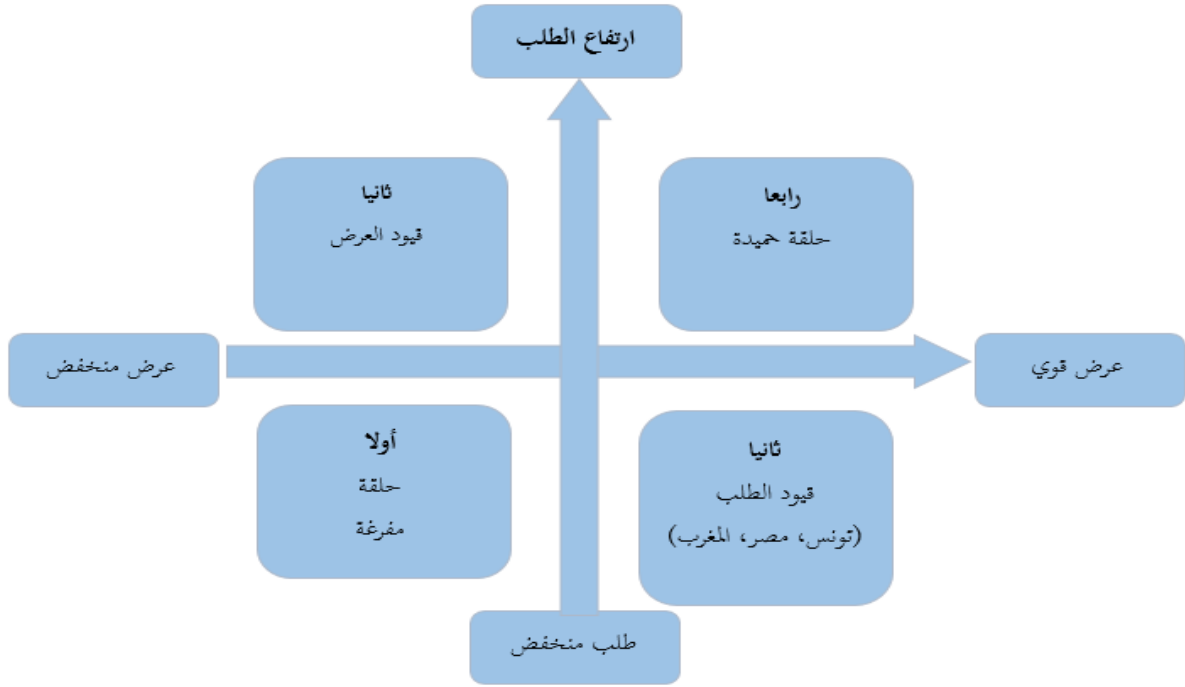 ارتفاع الطلب
رابعا
حلقة حميدة
ثانيا
قيود العرض
عرض قوي
عرض منخفض
ثانيا
قيود الطلب
(تونس، مصر، المغرب)
أولا
حلقة
مفرغة
طلب منخفض